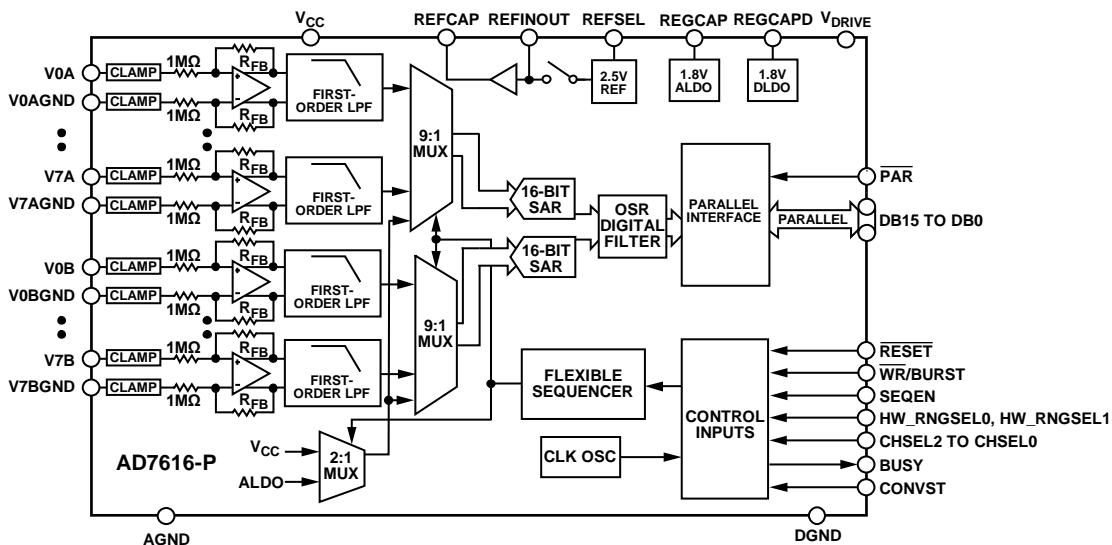 VCC
REFCAP
REFINOUT
REFSEL
REGCAP
REGCAPD
VDRIVE
V0A
CLAMP
1MΩ
RFB
V0AGND
CLAMP
1MΩ
RFB
FIRST-
ORDER LPF
V7A
CLAMP
1MΩ
RFB
V7AGND
CLAMP
1MΩ
RFB
FIRST-
ORDER LPF
V0B
CLAMP
1MΩ
RFB
V0BGND
CLAMP
1MΩ
RFB
FIRST-
ORDER LPF
V7B
CLAMP
1MΩ
RFB
V7BGND
CLAMP
1MΩ
RFB
FIRST-
ORDER LPF
9:1
MUX
9:1
MUX
2.5V
REF
1.8V
ALDO
1.8V
DLDO
16-BIT
SAR
16-BIT
SAR
OSR
DIGITAL
FILTER
PARALLEL
INTERFACE
PAR
PARALLEL
DB15 TO DB0
FLEXIBLE
SEQUENCER
CLK OSC
CONTROL
INPUTS
RESET
WR/BURST
SEQEN
HW_RNGSEL0, HW_RNGSEL1
CHSEL2 TO CHSEL0
BUSY
CONVST
VCC
ALDO
2:1
MUX
AD7616-P
AGND
DGND